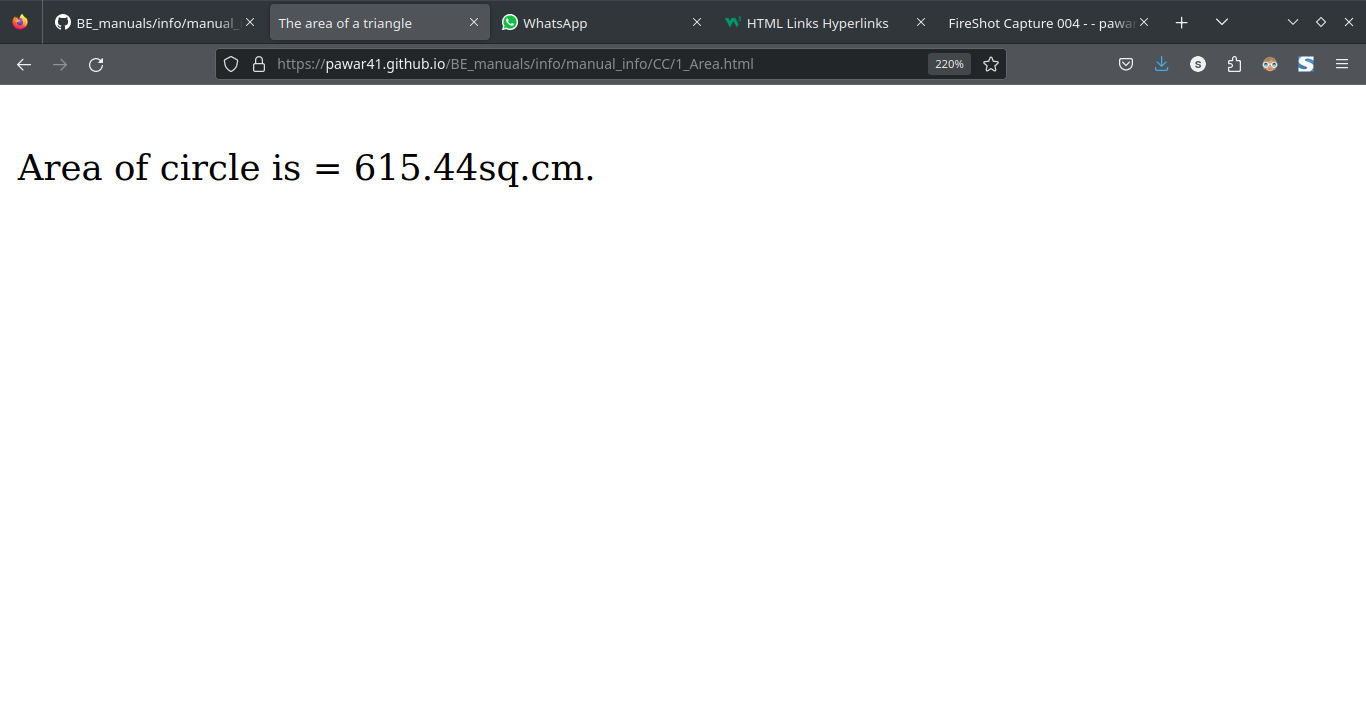 BE_manuals/info/manual_
The area of a triangle
WhatsApp
HTML Links Hyperlinks
FireShot Capture 004 - - pawar
https://pawar41.github.io/BE_manuals/info/manual_info/CC/1_Area.html
220%
S
S
Area of circle is = 615.44sq.cm.